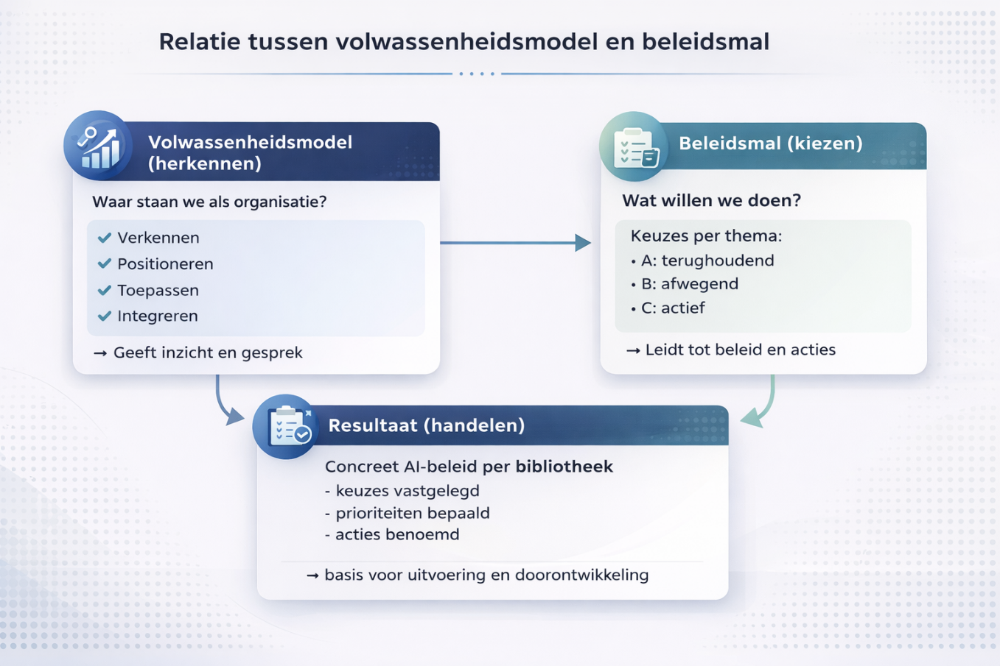 Relatie tussen volwassenheidsmodel en beleidsmal
Volwassenheidsmodel
(herkennen)
Waar staan we als organisatie?
Verkennen
Positioneren
Toepassen
Integreren
→ Geeft inzicht en gesprek
Beleidsmal (kiezen)
Wat willen we doen?
Keuzes per thema:
• A: terughoudend
• B: afwegend
• C: actief
→ Leidt tot beleid en acties
Resultaat (handelen)
Concreet AI-beleid per bibliotheek
- keuzes vastgelegd
- prioriteiten bepaald
- acties benoemd
→ basis voor uitvoering en doorontwikkeling